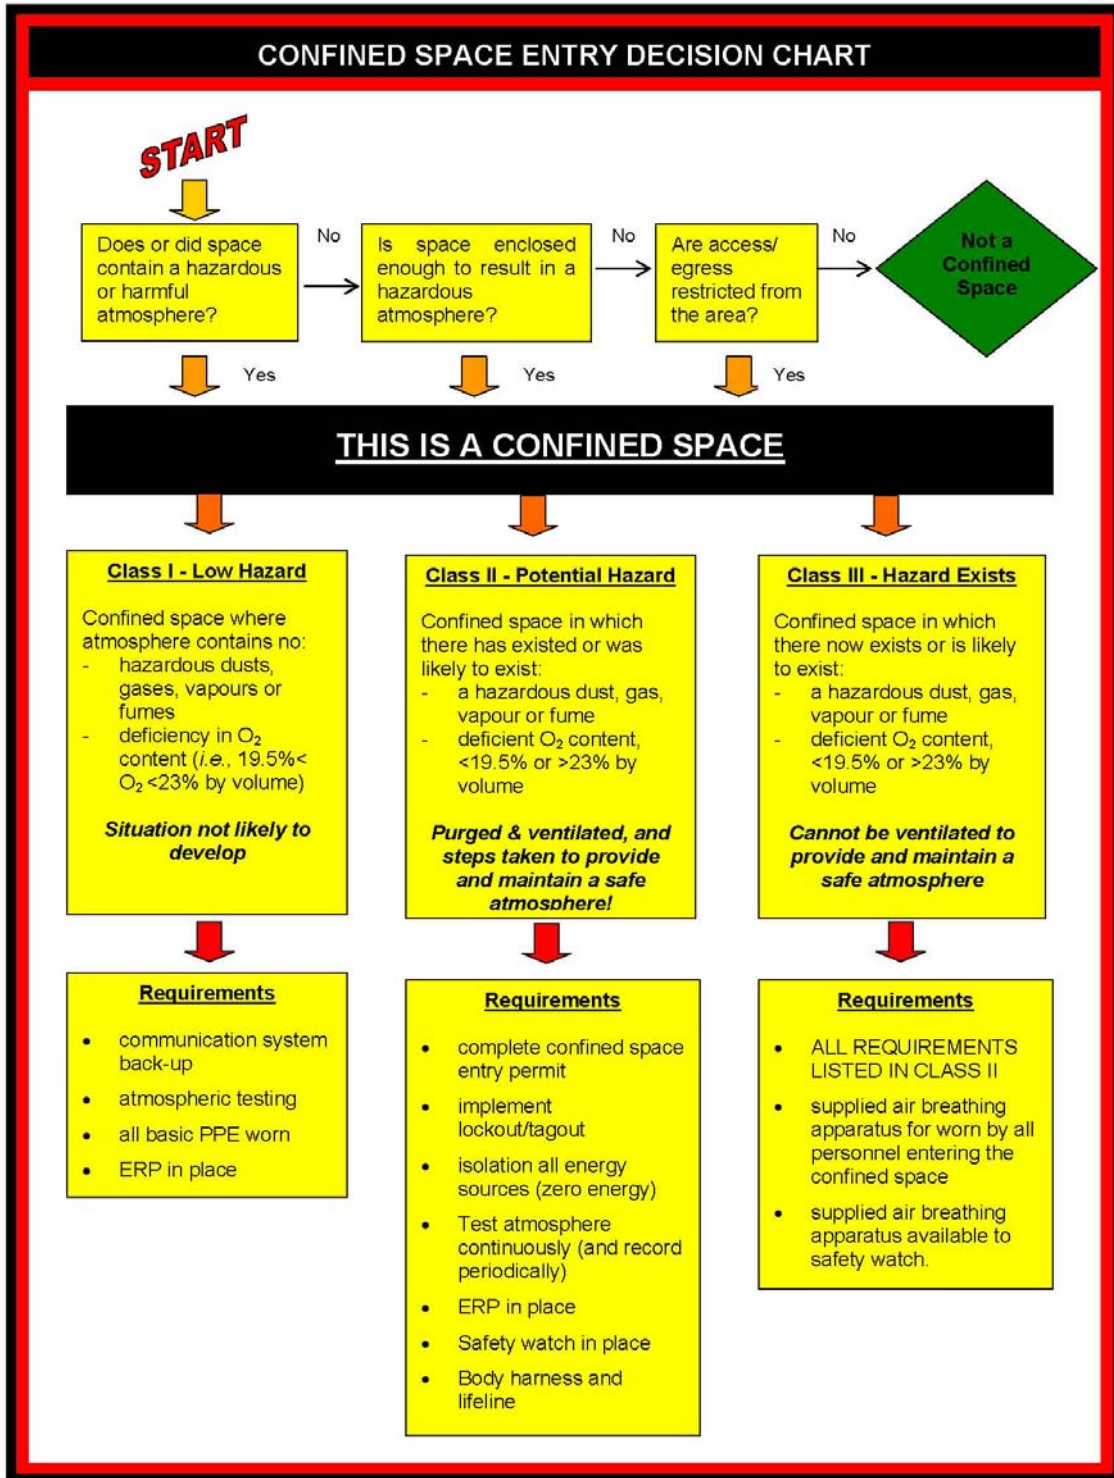 CONFINED SPACE ENTRY DECISION CHART
START
Does or did space
contain a hazardous
or harmful
atmosphere?
No
Is space enclosed
enough to result in a
hazardous
atmosphere?
No
Are access/
egress
restricted from
the area?
No
Not a
Confined
Space
Yes
Yes
Yes
THIS IS A CONFINED SPACE
Class I - Low Hazard
Confined space where
atmosphere contains no:
- hazardous dusts,
gases, vapours or
fumes
- deficiency in O₂
content (i.e., 19.5%<
O₂ <23% by volume)
Situation not likely to
develop
Class II - Potential Hazard
Confined space in which
there has existed or was
likely to exist:
- a hazardous dust, gas,
vapour or fume
- deficient O₂ content,
<19.5% or >23% by
volume
Purged & ventilated, and
steps taken to provide
and maintain a safe
atmosphere!
Class III - Hazard Exists
Confined space in which
there now exists or is likely
to exist:
- a hazardous dust, gas,
vapour or fume
- deficient O₂ content,
<19.5% or >23% by
volume
Cannot be ventilated to
provide and maintain a
safe atmosphere
Requirements
• communication system
back-up
• atmospheric testing
• all basic PPE worn
• ERP in place
Requirements
• complete confined space
entry permit
• implement
lockout/tagout
• isolation all energy
sources (zero energy)
• Test atmosphere
continuously (and record
periodically)
• ERP in place
• Safety watch in place
• Body harness and
lifeline
Requirements
• ALL REQUIREMENTS
LISTED IN CLASS II
• supplied air breathing
apparatus for worn by all
personnel entering the
confined space
• supplied air breathing
apparatus available to
safety watch.